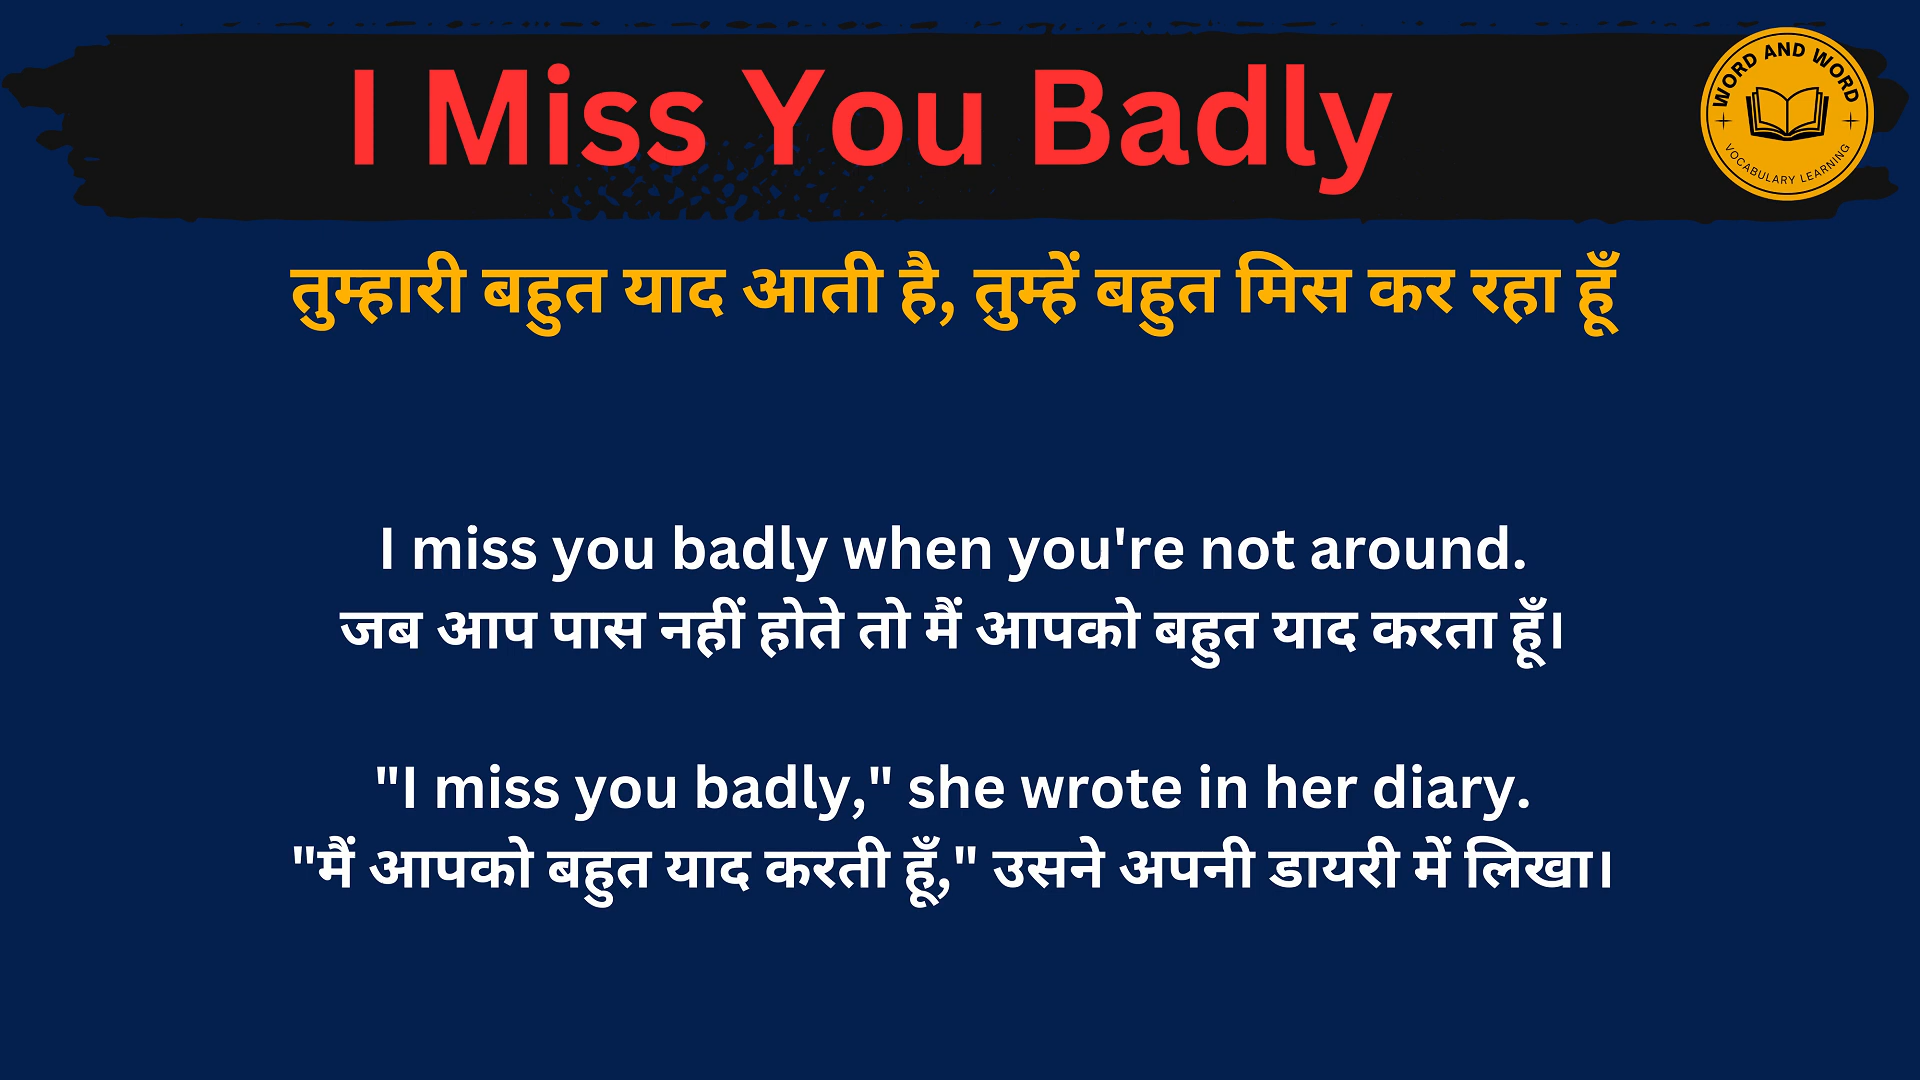 I Miss You Badly
WORD AND WORD
VOCABULARY LEARNING
तुम्हारी बहुत याद आती है, तुम्हें बहुत मिस कर रहा हूँ
I miss you badly when you're not around.
जब आप पास नहीं होते तो मैं आपको बहुत याद करता हूँ।
"I miss you badly," she wrote in her diary.
"मैं आपको बहुत याद करती हूँ," उसने अपनी डायरी में लिखा।